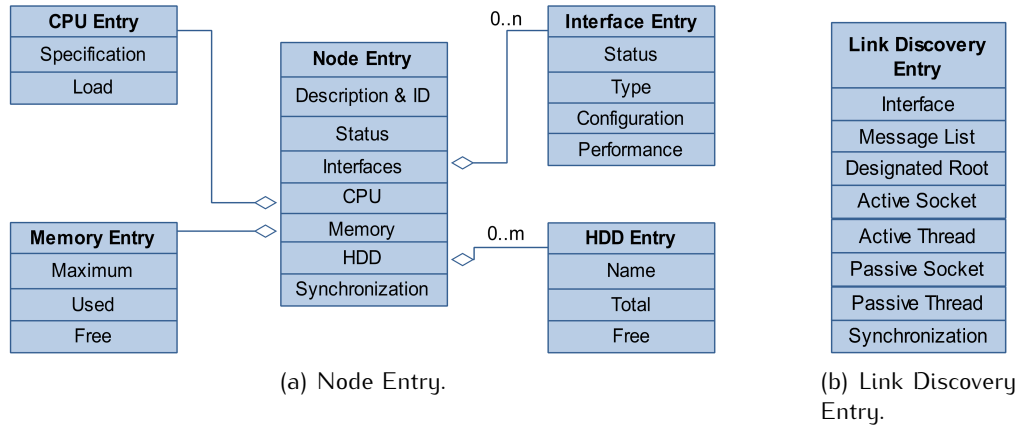 CPU Entry
Specification
Load
Memory Entry
Maximum
Used
Free
Node Entry
Description & ID
Status
Interfaces
CPU
Memory
HDD
Synchronization
0..n
Interface Entry
Status
Type
Configuration
Performance
0..m
HDD Entry
Name
Total
Free
(a) Node Entry.
Link Discovery
Entry
Interface
Message List
Designated Root
Active Socket
Active Thread
Passive Socket
Passive Thread
Synchronization
(b) Link Discovery
Entry.